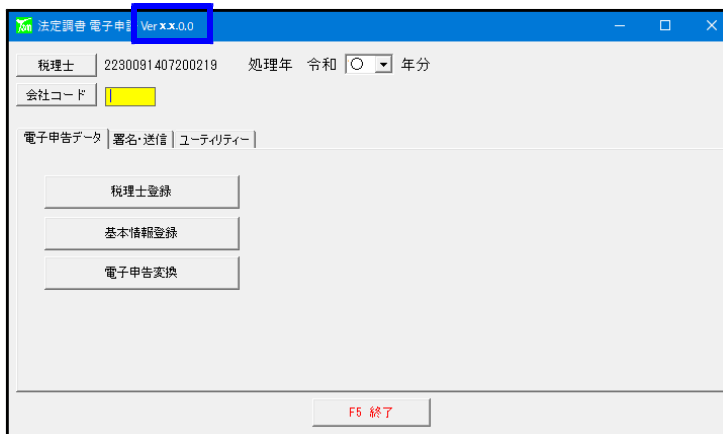 法定調書 電子申 Ver x.x.0.0
税理士 2230091407200219 処理年 令和 〇 年分
会社コード
電子申告データ 署名・送信 ユーティリティー
税理士登録
基本情報登録
電子申告変換
F5 終了